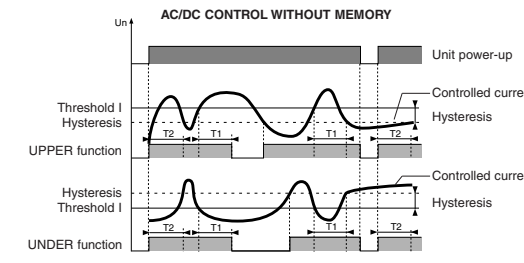 AC/DC CONTROL WITHOUT MEMORY
Un
Unit power-up
Controlled curre
Threshold I
Hysteresis
Hysteresis
T2
T1
T1
T2
UPPER function
Controlled curre
Hysteresis
Threshold I
Hysteresis
T2
T1
T1
T2
UNDER function